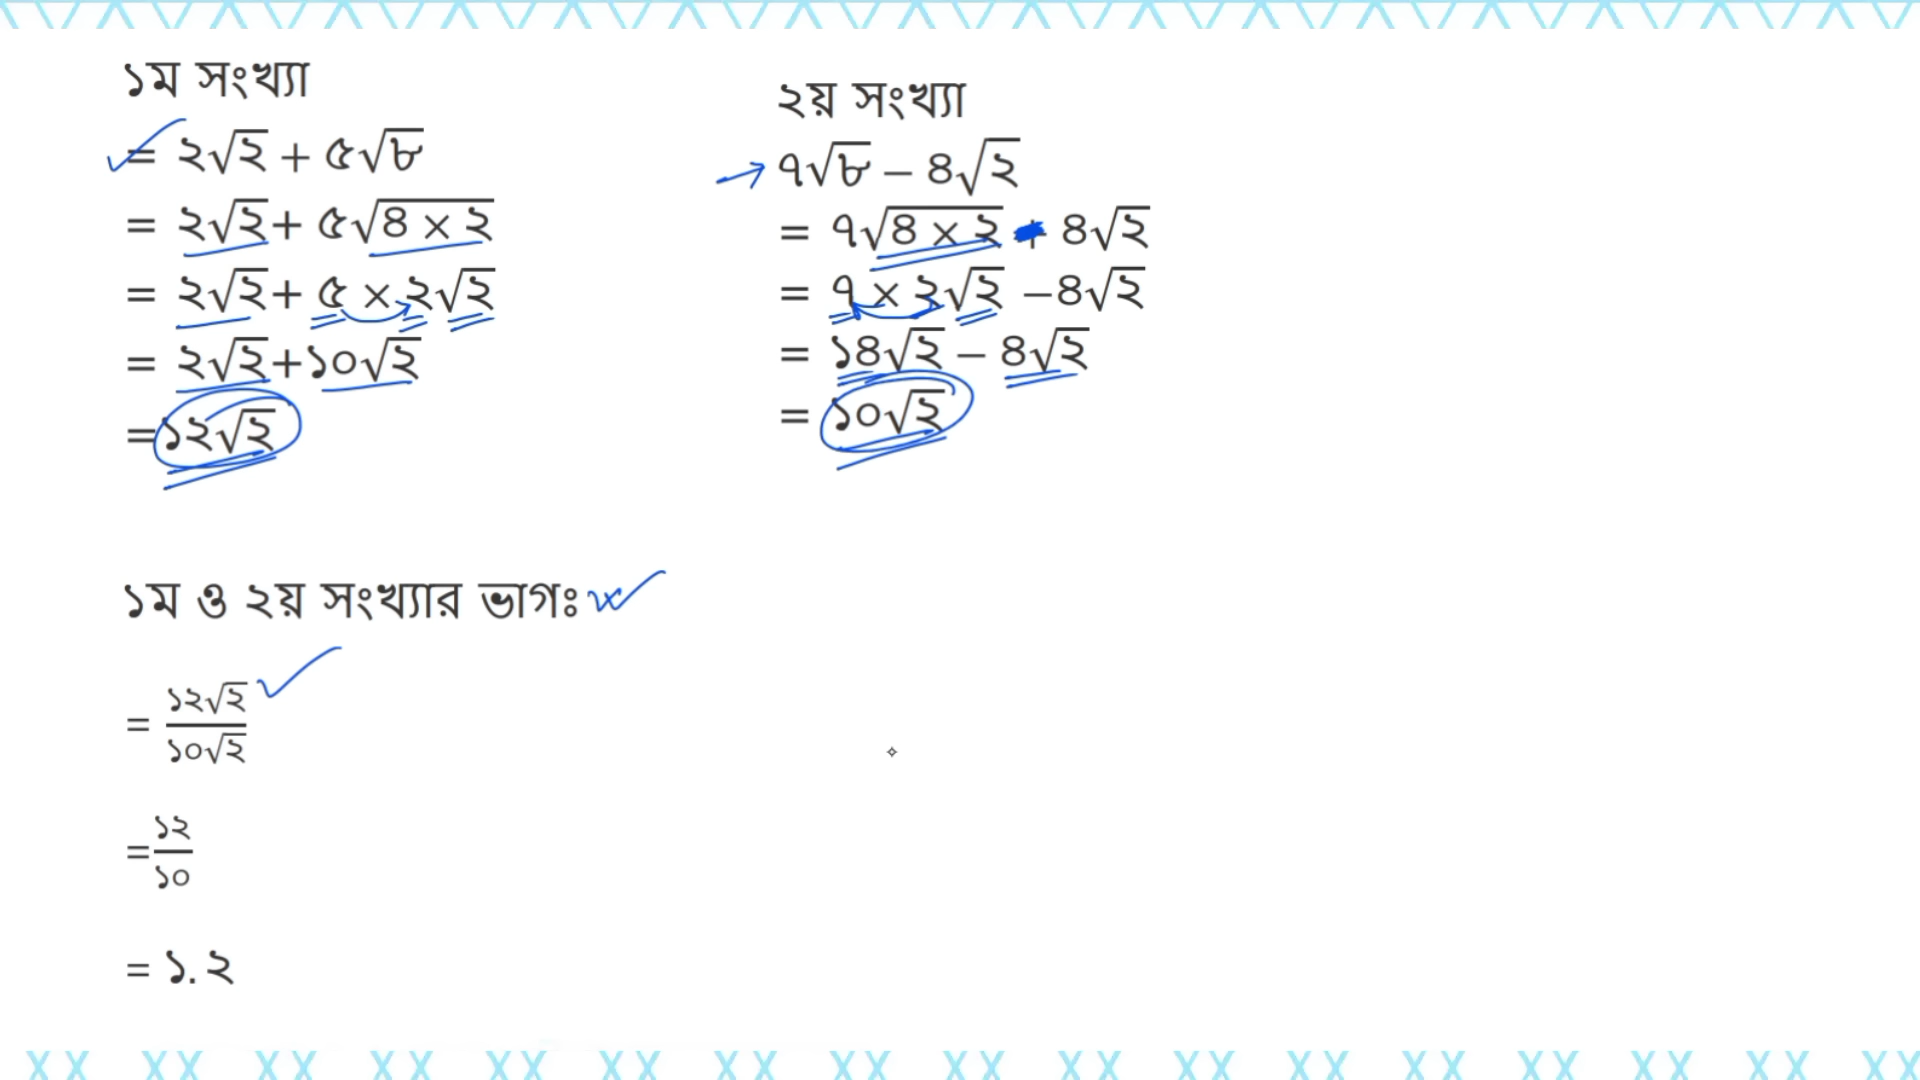 ১ম সংখ্যা
= ২√২ + ৫√৮
= ২√২+ ৫√৪ × ২
= ২√২+ ৫ × ২√২
= ২√২+১০√২
=১২√২
২য় সংখ্যা
৭√৮ – ৪√২
= ৭√৪ × ২ - ৪√২
= ৭ × ২√২ –৪√২
= ১৪√২ – ৪√২
= ১০√২
১ম ও ২য় সংখ্যার ভাগঃ
= ১২√২/১০√২
=১২/১০
= ১.২